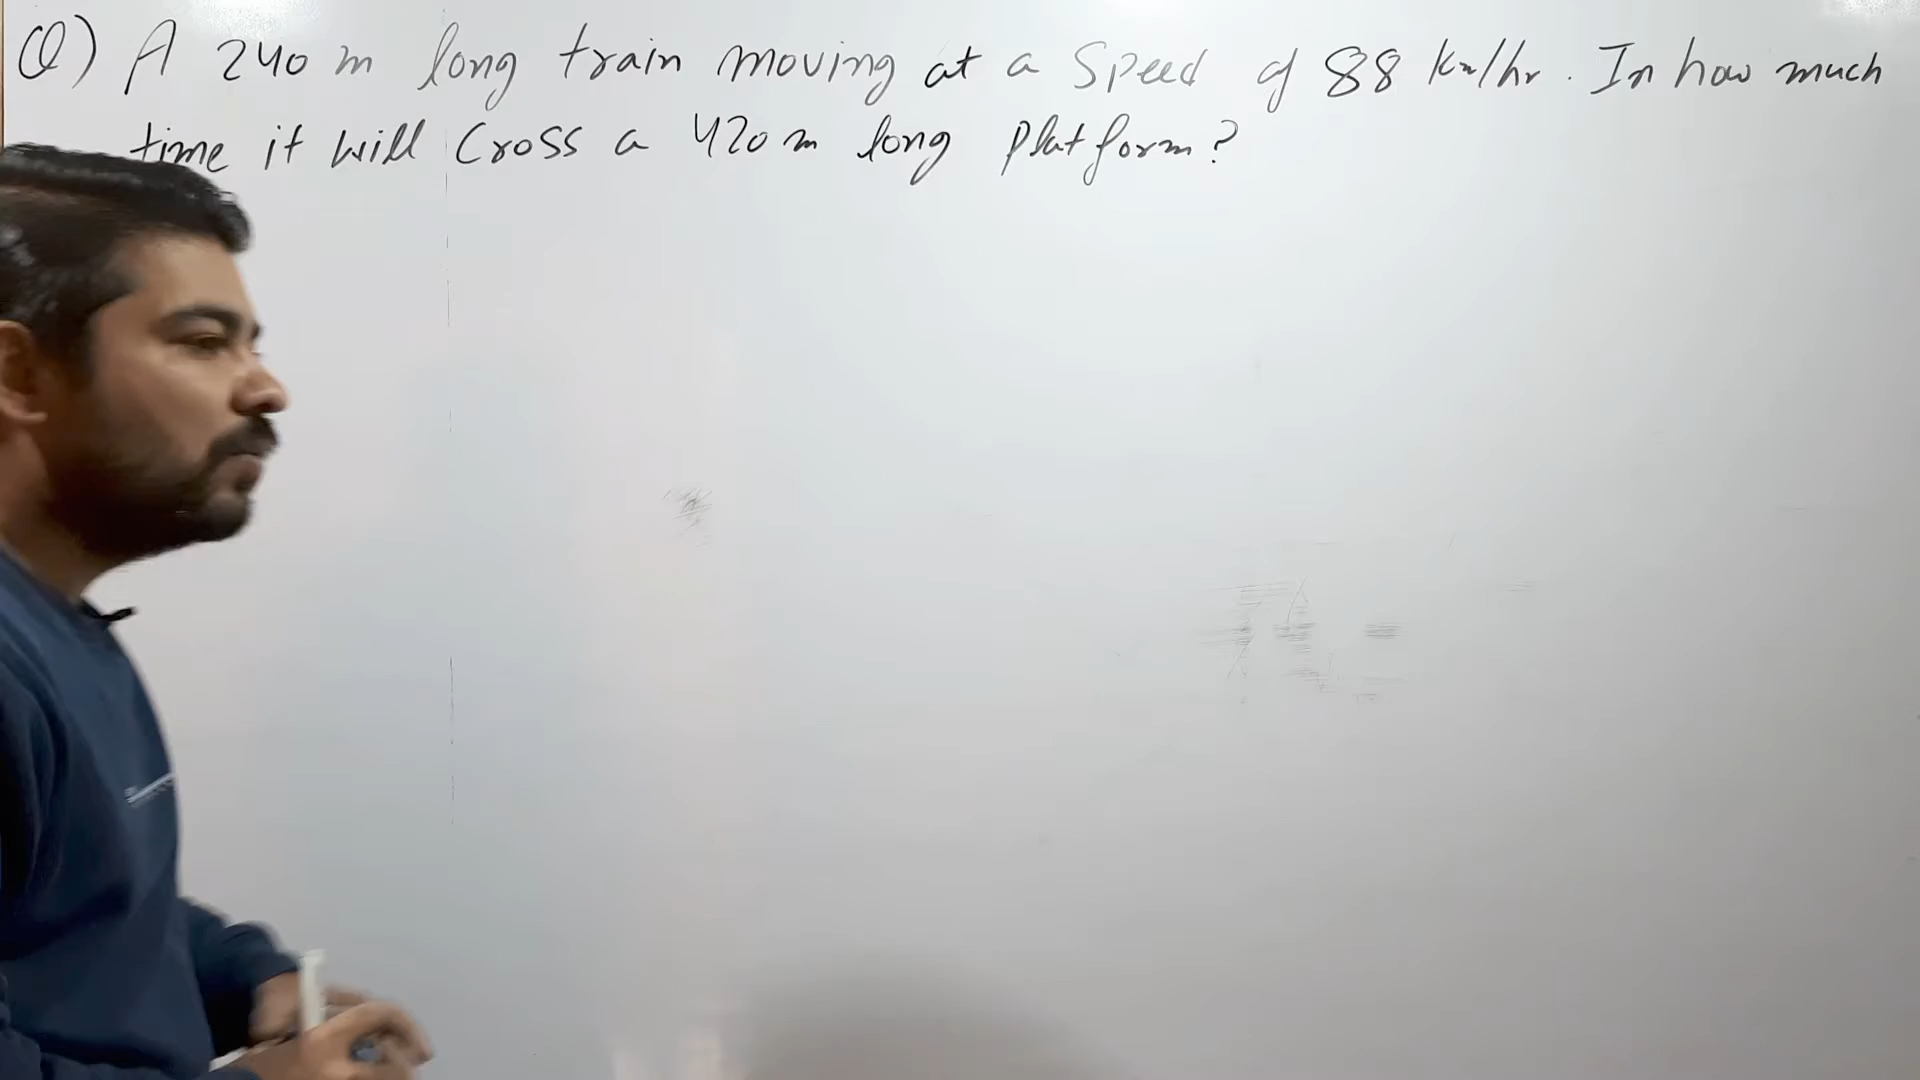 Q) A 240 m long train moving at a speed of 88 km/hr. In how much
time it will cross a 420 m long platform?